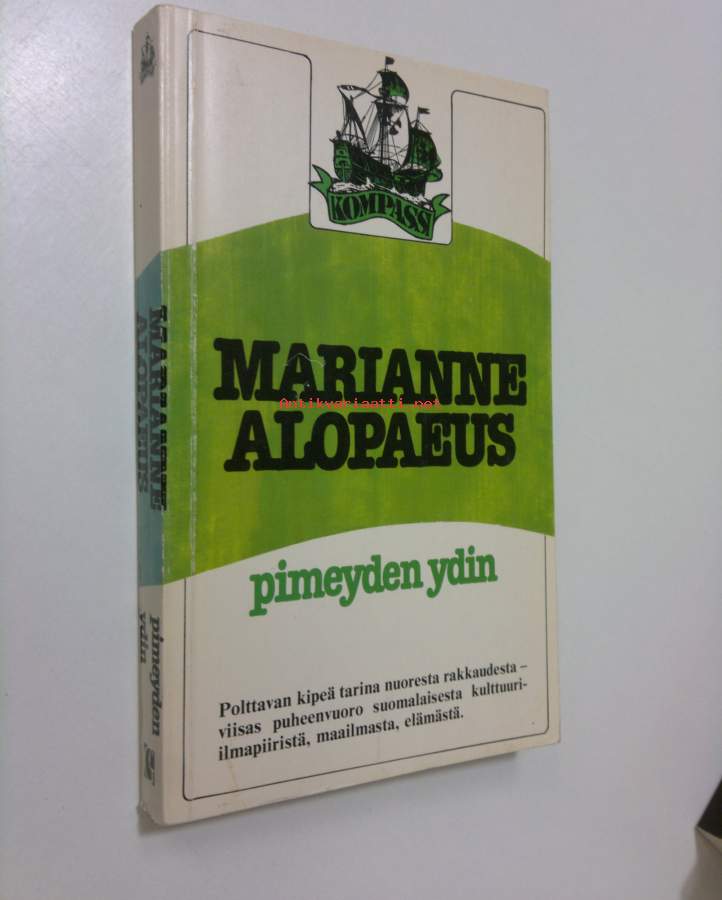 KOMPASSI
MARIANNE
ALOPAEUS
Antikvariaatti.net
pimeyden ydin
Polttavan kipeä tarina nuoresta rakkaudesta –
viisas puheenvuoro suomalaisesta kulttuuri-
ilmapiiristä, maailmasta, elämästä.
MARIANNE
ALOPAEUS
pimeyden
ydin